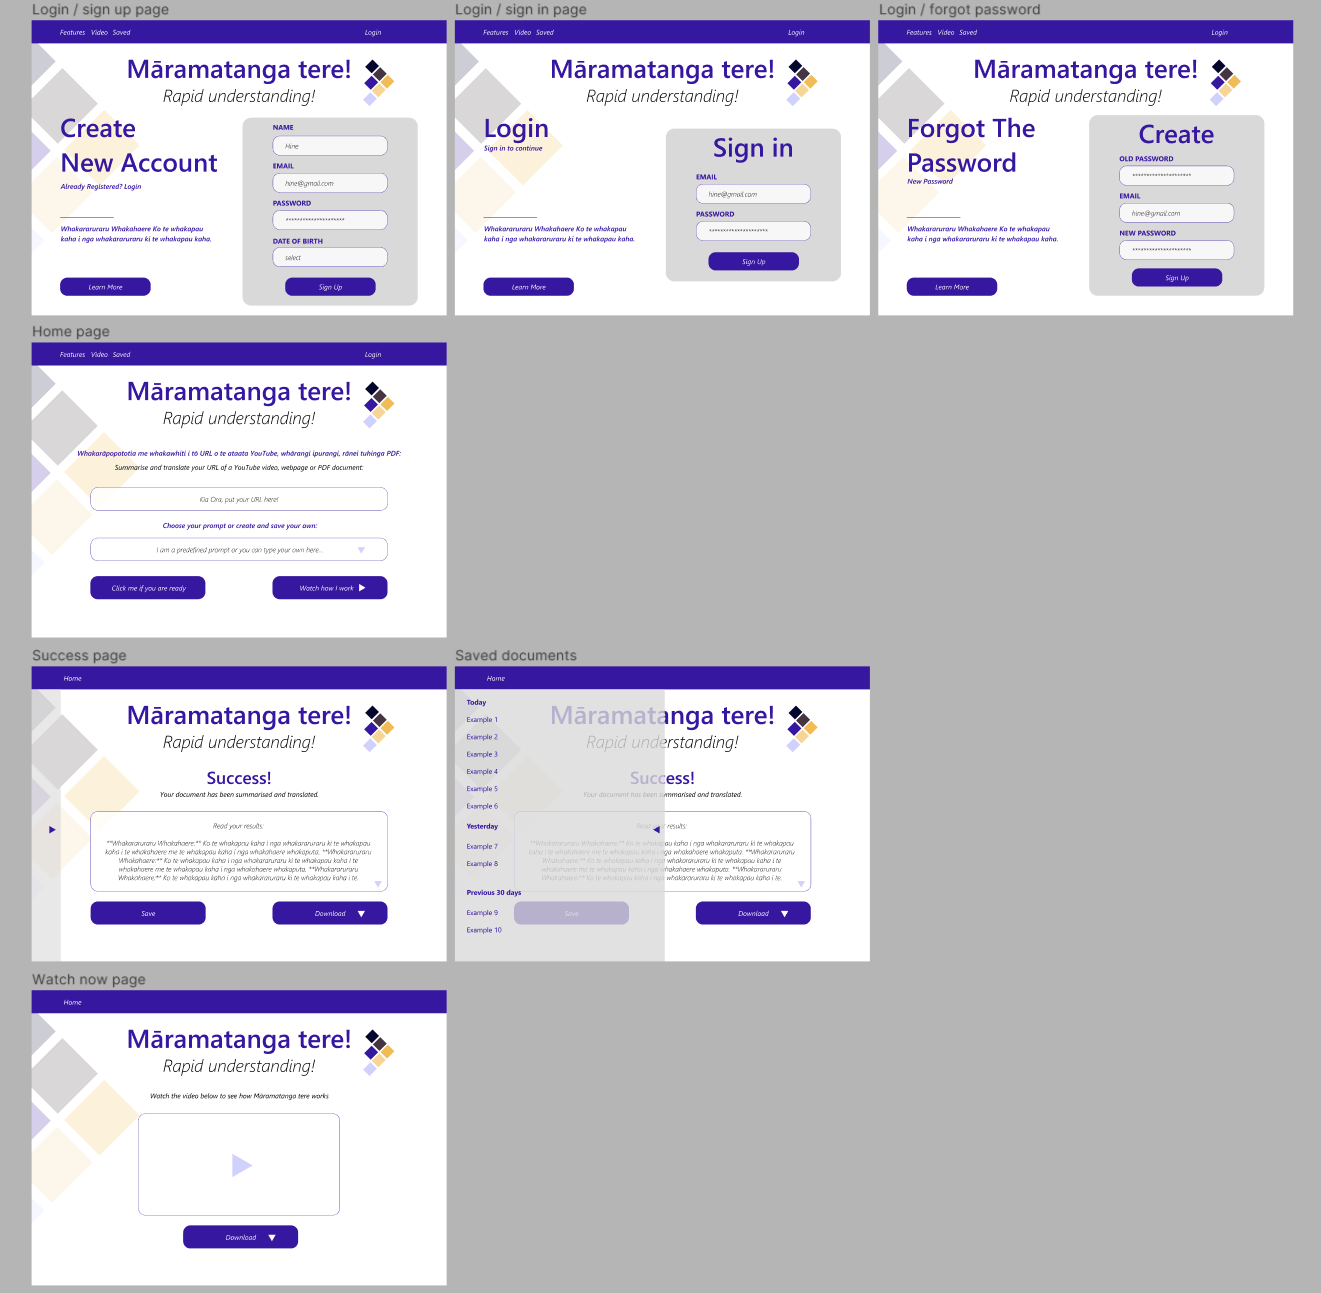 Login / sign up page
Features Video Saved Login
Māramatanga tere!
Rapid understanding!
Create
New Account
Already Registered? Login
Whakararuraru Whakahaere Ko te whakapau
kaha i nga whakararuraru ki te whakapau kaha.
Learn More
NAME
Hine
EMAIL
hine@gmail.com
PASSWORD
*********************
DATE OF BIRTH
select
Sign Up
Login / sign in page
Features Video Saved Login
Māramatanga tere!
Rapid understanding!
Login
Sign in to continue
Whakararuraru Whakahaere Ko te whakapau
kaha i nga whakararuraru ki te whakapau kaha.
Learn More
Sign in
EMAIL
hine@gmail.com
PASSWORD
*********************
Sign Up
Login / forgot password
Features Video Saved Login
Māramatanga tere!
Rapid understanding!
Forgot The
Password
New Password
Whakararuraru Whakahaere Ko te whakapau
kaha i nga whakararuraru ki te whakapau kaha.
Learn More
Create
OLD PASSWORD
*********************
EMAIL
hine@gmail.com
NEW PASSWORD
*********************
Sign Up
Home page
Features Video Saved Login
Māramatanga tere!
Rapid understanding!
Whakarāpopototia me whakawhiti i tō URL o te ataata YouTube, whārangi ipurangi, rānei tuhinga PDF:
Summarise and translate your URL of a YouTube video, webpage or PDF document:
Kia Ora, put your URL here!
Choose your prompt or create and save your own:
I am a predefined prompt or you can type your own here...
Click me if you are ready
Watch how I work
Success page
Home
Māramatanga tere!
Rapid understanding!
Success!
Your document has been summarised and translated.
Read your results:
**Whakararuraru Whakahaere:** Ko te whakapau kaha i nga whakararuraru ki te whakapau
kaha i te whakahaere me te whakapau kaha i nga whakahaere whakaputa. **Whakararuraru
Whakahaere:** Ko te whakapau kaha i nga whakararuraru ki te whakapau kaha i te
whakahaere me te whakapau kaha i nga whakahaere whakaputa. **Whakararuraru
Whakahaere:** Ko te whakapau kaha i nga whakararuraru ki te whakapau kaha i te.
Save
Download
Saved documents
Home
Māramatanga tere!
Rapid understanding!
Success!
Your document has been summarised and translated.
Read your results:
**Whakararuraru Whakahaere:** Ko te whakapau kaha i nga whakararuraru ki te whakapau
kaha i te whakahaere me te whakapau kaha i nga whakahaere whakaputa. **Whakararuraru
Whakahaere:** Ko te whakapau kaha i nga whakararuraru ki te whakapau kaha i te
whakahaere me te whakapau kaha i nga whakahaere whakaputa. **Whakararuraru
Whakahaere:** Ko te whakapau kaha i nga whakararuraru ki te whakapau kaha i te.
Save
Download
Today
Example 1
Example 2
Example 3
Example 4
Example 5
Example 6
Yesterday
Example 7
Example 8
Previous 30 days
Example 9
Example 10
Watch now page
Home
Māramatanga tere!
Rapid understanding!
Watch the video below to see how Māramatanga tere works
Download